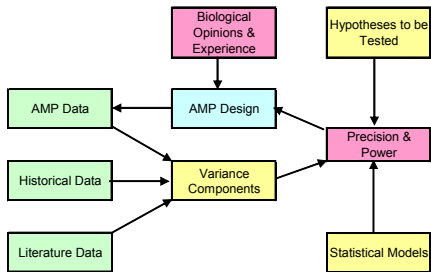 Biological
Opinions &
Experience
Hypotheses to be
Tested
AMP Data
AMP Design
Precision &
Power
Historical Data
Variance
Components
Literature Data
Statistical Models